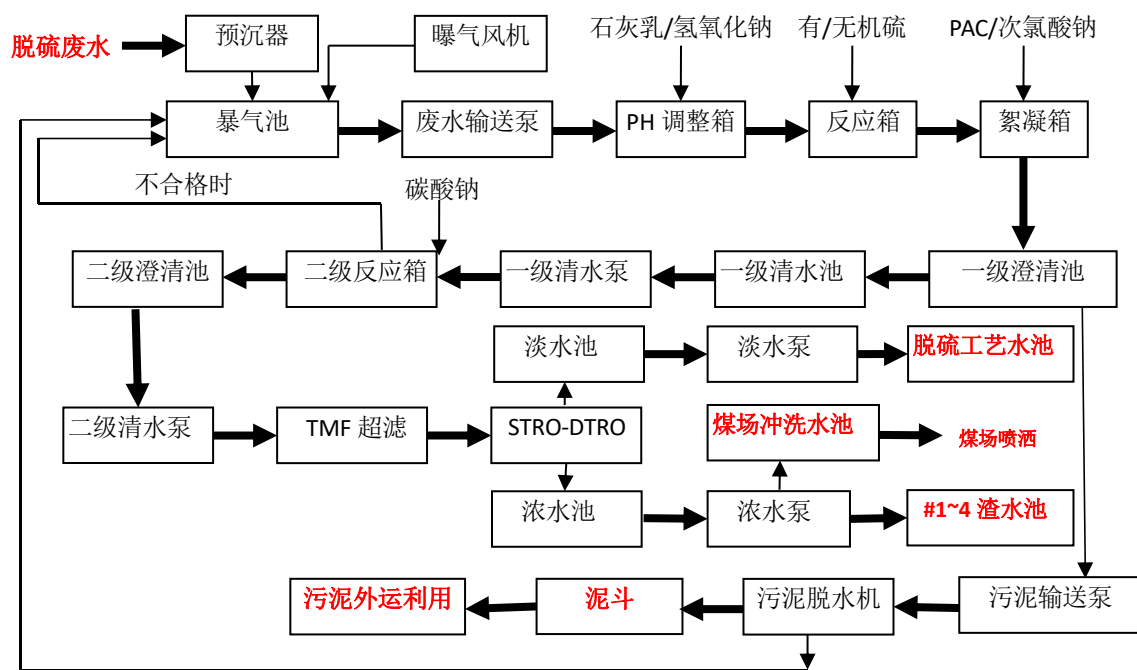 石灰乳/氢氧化钠
有/无机硫
PAC/次氯酸钠
脱硫废水
预沉器
曝气风机
暴气池
废水输送泵
PH 调整箱
反应箱
絮凝箱
不合格时
碳酸钠
二级澄清池
二级反应箱
一级清水泵
一级清水池
一级澄清池
淡水池
淡水泵
脱硫工艺水池
二级清水泵
TMF 超滤
STRO-DTRO
煤场冲洗水池
煤场喷洒
浓水池
浓水泵
#1~4 渣水池
污泥外运利用
泥斗
污泥脱水机
污泥输送泵